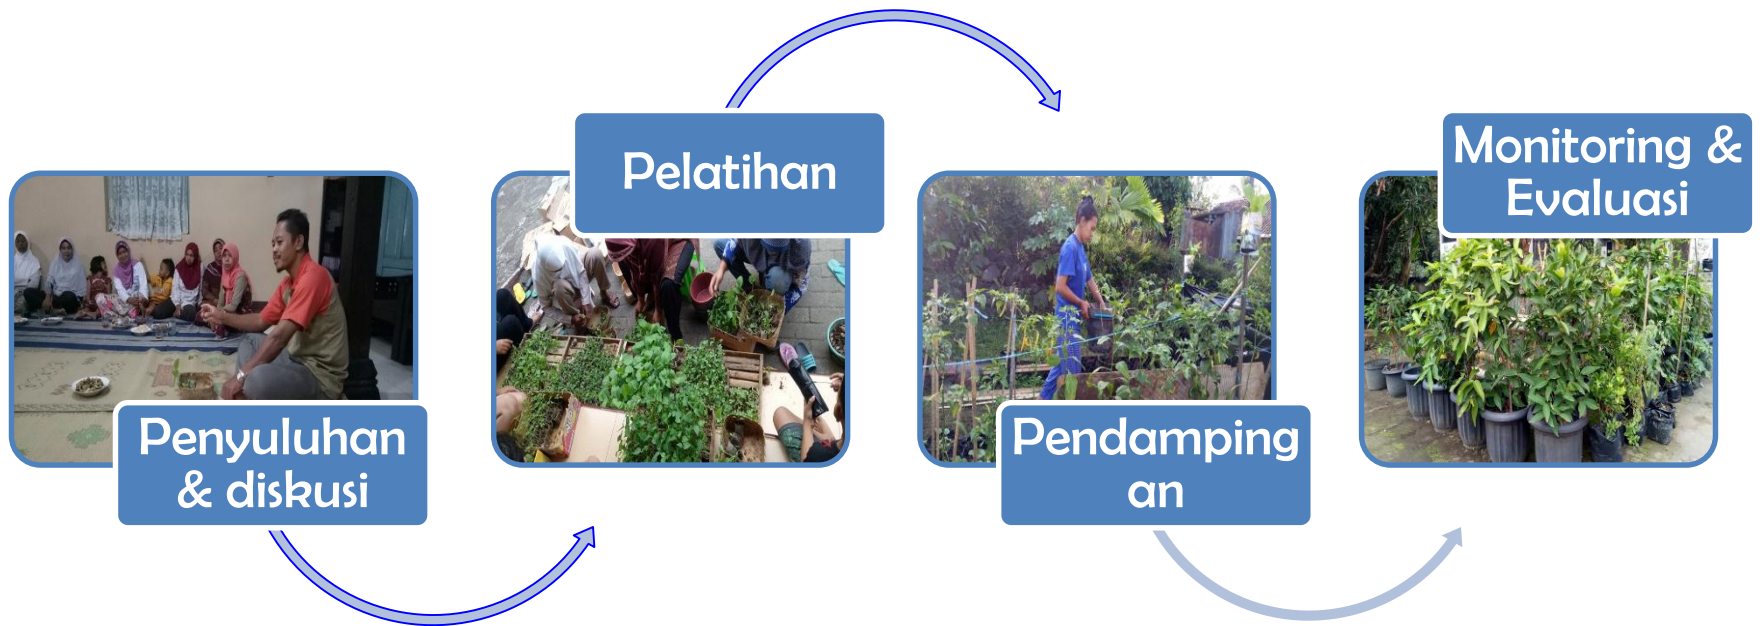 Penyuluhan
& diskusi
Pelatihan
Pendamping
an
Monitoring &
Evaluasi